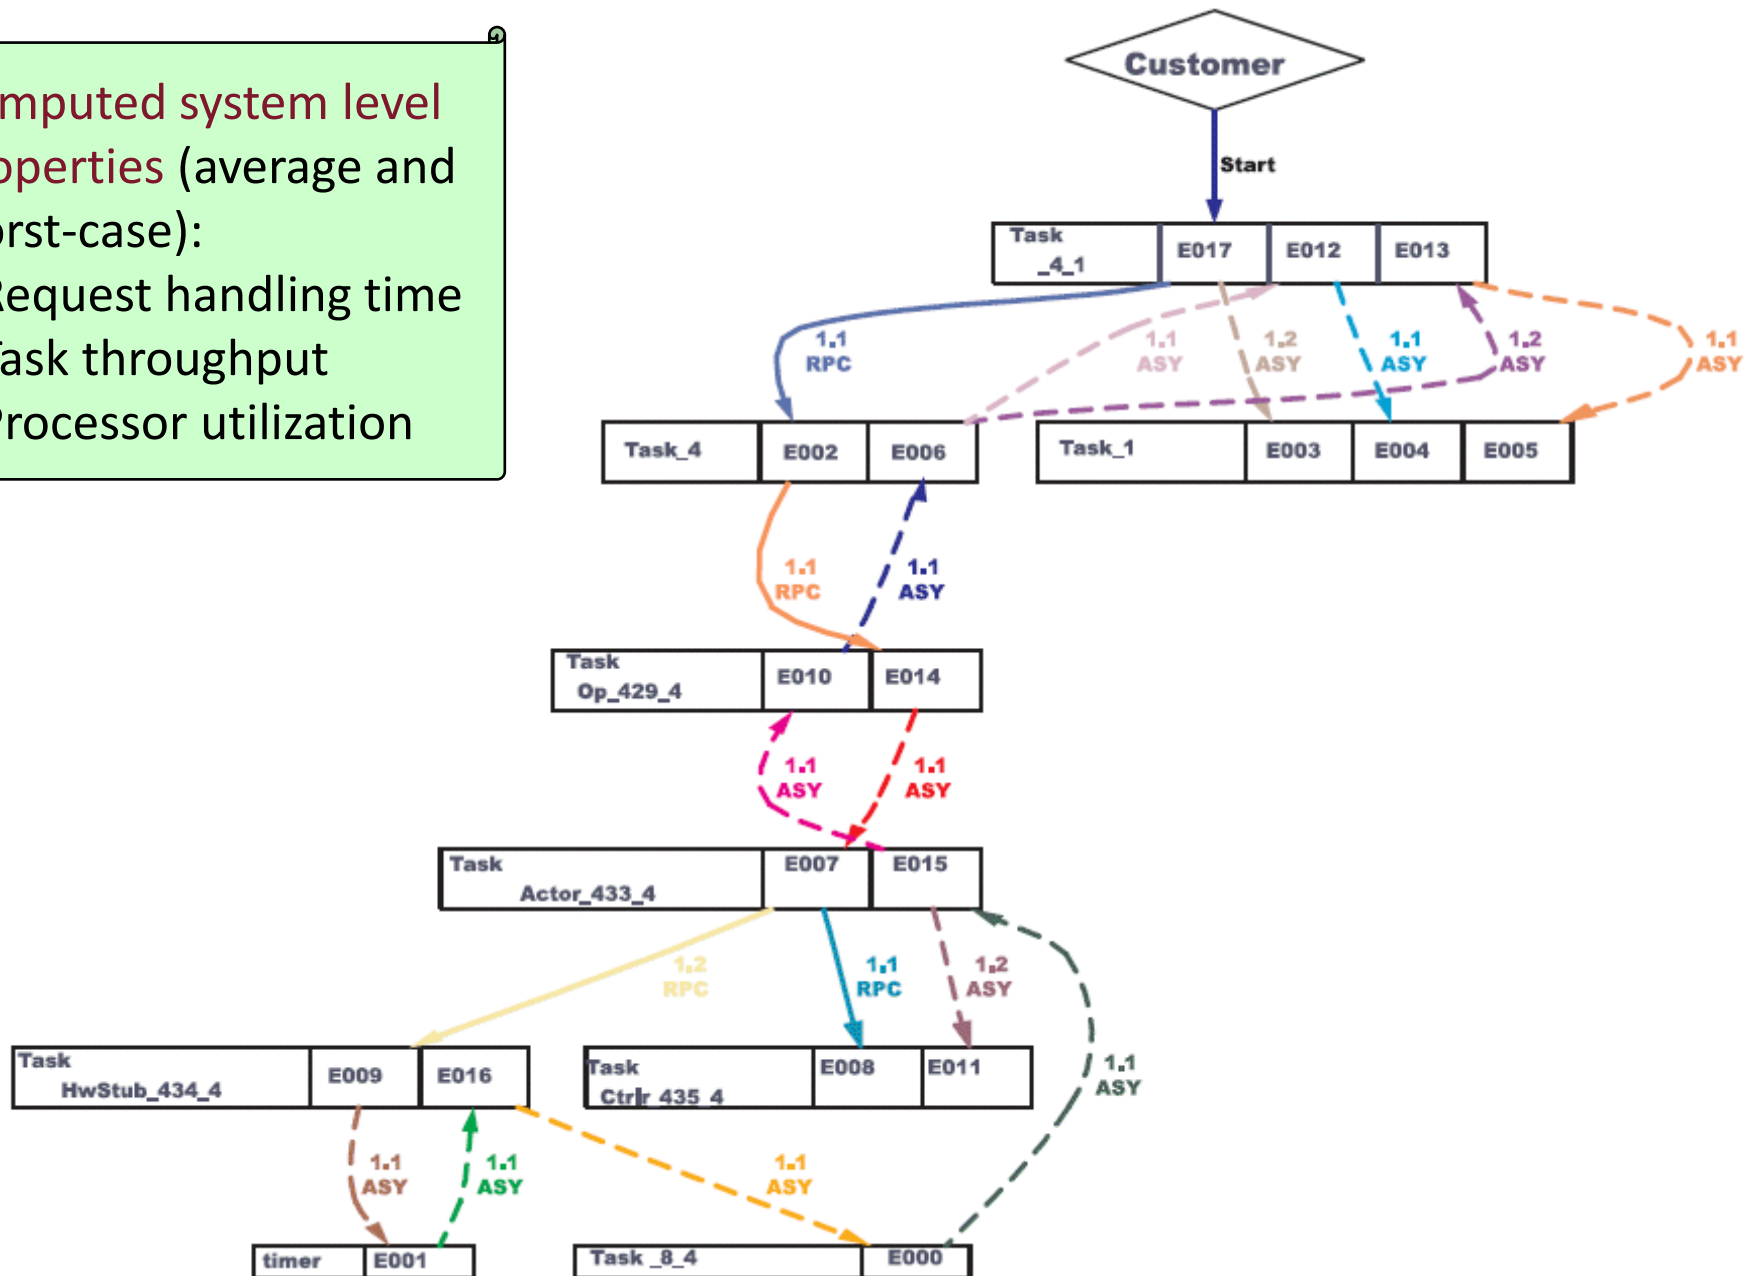 mputed system level
operties (average and
orst-case):
Request handling time
Task throughput
Processor utilization
Customer
Start
Task
_4_1
E017
E012
E013
1.1
RPC
1.1
ASY
1.2
ASY
1.1
ASY
1.2
ASY
1.1
ASY
Task_4
E002
E006
Task_1
E003
E004
E005
1.1
RPC
1.1
ASY
Task
Op_429_4
E010
E014
1.1
ASY
1.1
ASY
Task
Actor_433_4
E007
E015
1.2
RPC
1.1
RPC
1.2
ASY
1.1
ASY
Task
HwStub_434_4
E009
E016
Task
Ctrlr_435_4
E008
E011
1.1
ASY
1.1
ASY
1.1
ASY
timer
E001
Task _8_4
E000